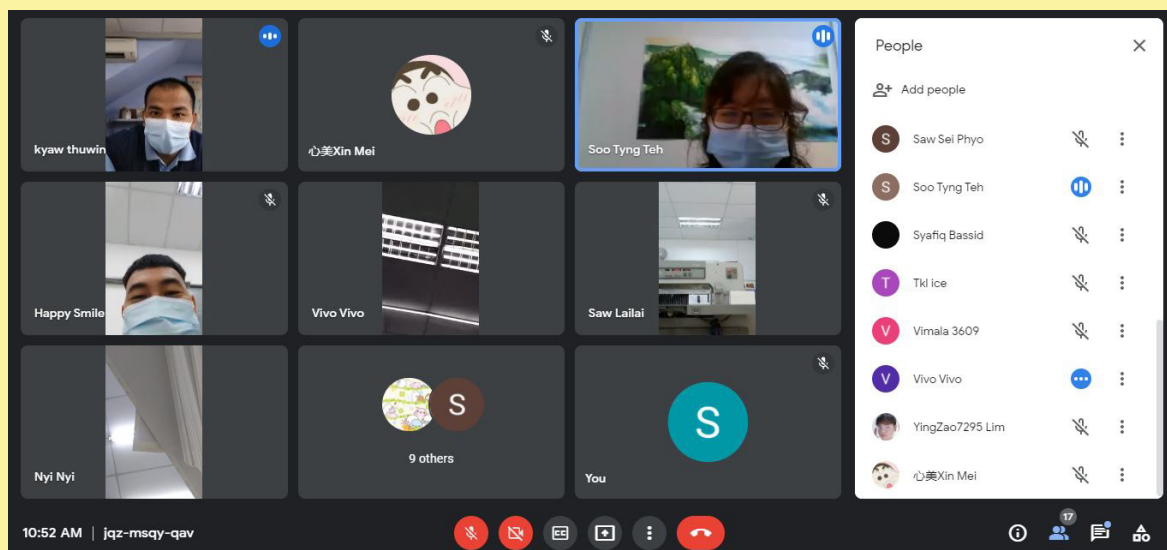 kyaw thuwin
心美Xin Mei
Soo Tyng Teh
Happy Smile
Vivo Vivo
Saw Lailai
Nyi Nyi
S
9 others
S
You
People
Add people
S Saw Sei Phyo
S Soo Tyng Teh
Syafiq Bassid
T Tkl ice
V Vimala 3609
V Vivo Vivo
YingZao7295 Lim
心美Xin Mei
10:52 AM | jqz-msqy-qav
CC
17